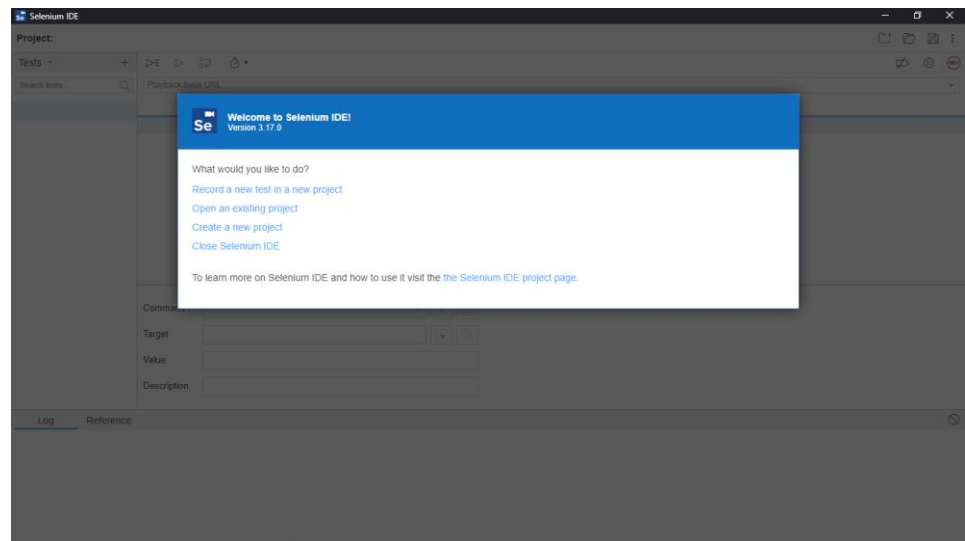 Selenium IDE
Project:
Tests
Search tests...
Playback base URL
Se
Welcome to Selenium IDE!
Version 3.17.0
What would you like to do?
Record a new test in a new project
Open an existing project
Create a new project
Close Selenium IDE
To learn more on Selenium IDE and how to use it visit the the Selenium IDE project page.
Command
Target
Value
Description
Log Reference